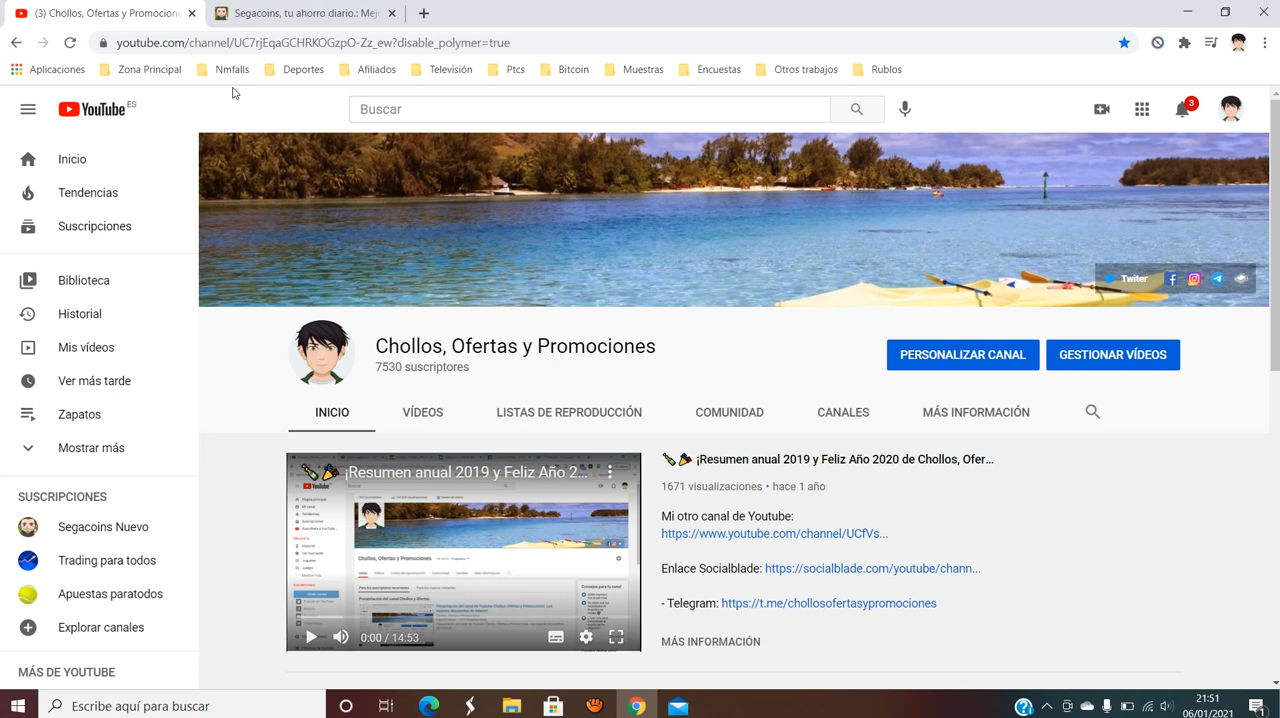 (3) Chollos, Ofertas y Promocione
Segacoins, tu ahorro diario.: Mejo
youtube.com/channel/UC7rjEqaGCHRKOGzpO-Zz_ew?disable_polymer=true
Aplicaciones Zona Principal Nmfalls Deportes Afiliados Televisión Ptcs Bitcoin Muestras Encuestas Otros trabajos Rublos
YouTube ES
Buscar
3
Inicio
Tendencias
Suscripciones
Biblioteca
Historial
Mis vídeos
Ver más tarde
Zapatos
Mostrar más
SUSCRIPCIONES
Segacoins Nuevo
Trading para todos
Apuestas paratodos
Explorar canales
MÁS DE YOUTUBE
Twiter
Chollos, Ofertas y Promociones
7530 suscriptores
PERSONALIZAR CANAL
GESTIONAR VÍDEOS
INICIO VÍDEOS LISTAS DE REPRODUCCIÓN COMUNIDAD CANALES MÁS INFORMACIÓN
¡Resumen anual 2019 y Feliz Año 2...
YouTube
Chollos, Ofertas y Promociones
0:00 / 14:53
¡Resumen anual 2019 y Feliz Año 2020 de Chollos, Ofer...
1671 visualizaciones • hace 1 año
Mi otro canal de Youtube:
https://www.youtube.com/channel/UCfVs...
Enlace Socialblade: https://socialblade.com/youtube/chann...
- Telegram: https://t.me/chollosofertasypromociones
MÁS INFORMACIÓN
Escribe aquí para buscar
21:51
06/01/2021
1